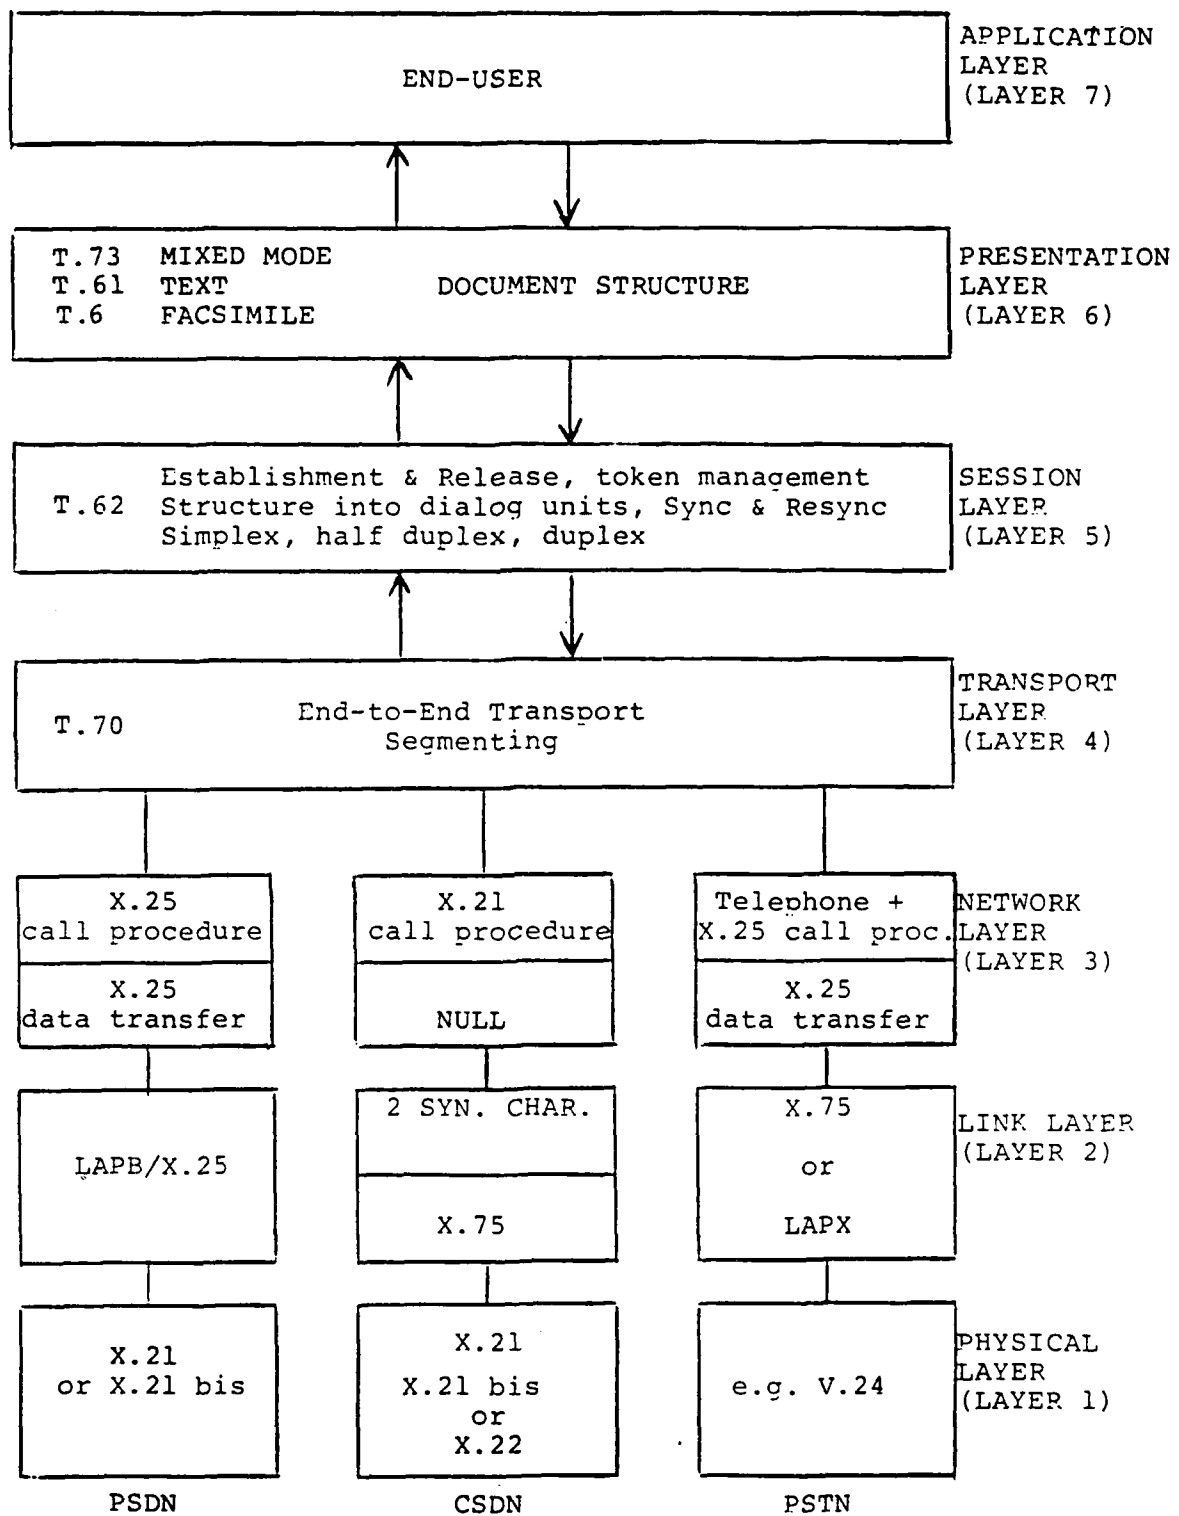 END-USER
APPLICATION
LAYER
(LAYER 7)
T.73 MIXED MODE
T.61 TEXT DOCUMENT STRUCTURE
T.6 FACSIMILE
PRESENTATION
LAYER
(LAYER 6)
Establishment & Release, token management
T.62 Structure into dialog units, Sync & Resync
Simplex, half duplex, duplex
SESSION
LAYER
(LAYER 5)
T.70
End-to-End Transport
Segmenting
TRANSPORT
LAYER
(LAYER 4)
X.25
call procedure
X.25
data transfer
X.21
call procedure
NULL
Telephone +
X.25 call proc.
X.25
data transfer
NETWORK
LAYER
(LAYER 3)
LAPB/X.25
2 SYN. CHAR.
X.75
X.75
or
LAPX
LINK LAYER
(LAYER 2)
X.21
or X.21 bis
X.21
X.21 bis
or
X.22
e.g. V.24
PHYSICAL
LAYER
(LAYER 1)
PSDN
CSDN
PSTN